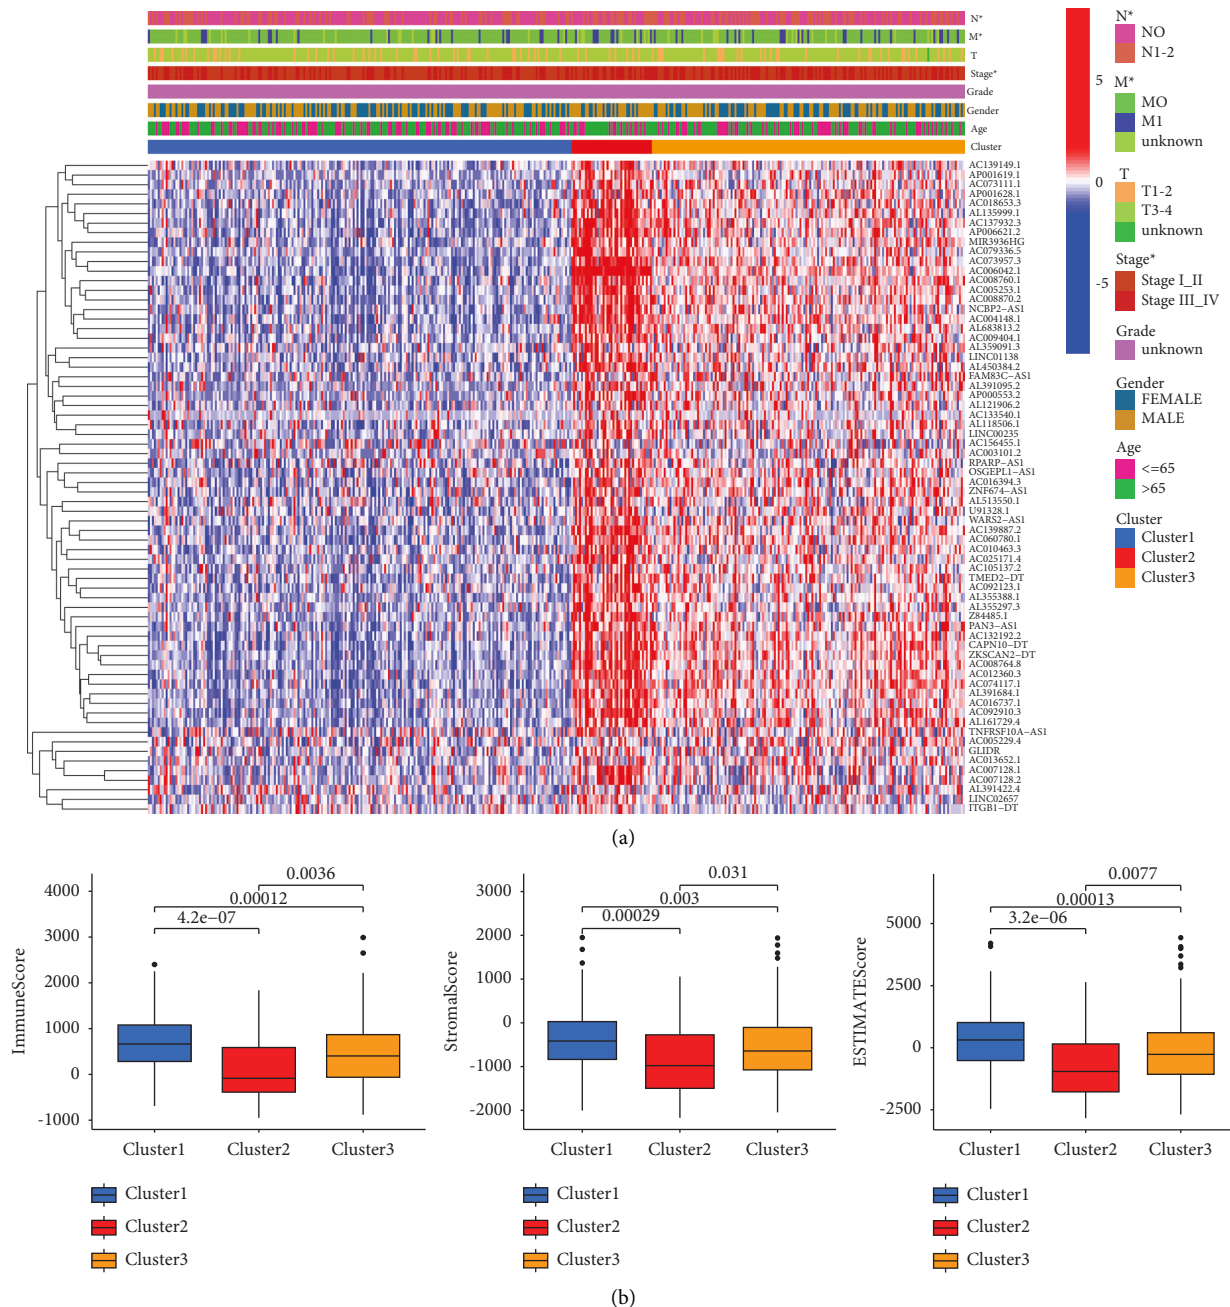 N*
M*
T
Stage*
Grade
Gender
Age
Cluster
AC139149.1
AP001619.1
AC073111.1
AP001628.1
AC018653.3
AL135999.1
AC137932.3
AP006621.2
MIR3936HG
AC079336.5
AC073957.3
AC006042.1
AC008760.1
AC005253.1
AC008870.2
NCBP2−AS1
AC004148.1
AL683813.2
AC009404.1
AL359091.3
LINC01138
AL450384.2
FAM83C−AS1
AL391095.2
AP000553.2
AL121906.2
AC133540.1
AL118506.1
LINC00235
AC156455.1
AC003101.2
RPARP−AS1
OSGEPL1−AS1
AC016394.3
ZNF674−AS1
AL513550.1
U91328.1
WARS2−AS1
AC139887.2
AC060780.1
AC010463.3
AC025171.4
AC105137.2
TMED2−DT
AC092123.1
AL355388.1
AL355297.3
Z84485.1
PAN3−AS1
AC132192.2
CAPN10−DT
ZKSCAN2−DT
AC008764.8
AC012360.3
AC074117.1
AL391684.1
AC016737.1
AC092910.3
AL161729.4
TNFRSF10A−AS1
AC005229.4
GLIDR
AC013652.1
AC007128.1
AC007128.2
AL391422.4
LINC02657
ITGB1−DT
5
0
-5
N*
NO
N1-2
M*
MO
M1
unknown
T
T1-2
T3-4
unknown
Stage*
Stage I_II
Stage III_IV
Grade
unknown
Gender
FEMALE
MALE
Age
<=65
>65
Cluster
Cluster1
Cluster2
Cluster3
(a)
ImmuneScore
4000
3000
2000
1000
0
-1000
0.0036
0.00012
4.2e−07
Cluster1 Cluster2 Cluster3
Cluster1
Cluster2
Cluster3
StromalScore
3000
2000
1000
0
-1000
-2000
0.031
0.003
0.00029
Cluster1 Cluster2 Cluster3
Cluster1
Cluster2
Cluster3
ESTIMATEScore
5000
2500
0
-2500
0.0077
0.00013
3.2e−06
Cluster1 Cluster2 Cluster3
Cluster1
Cluster2
Cluster3
(b)